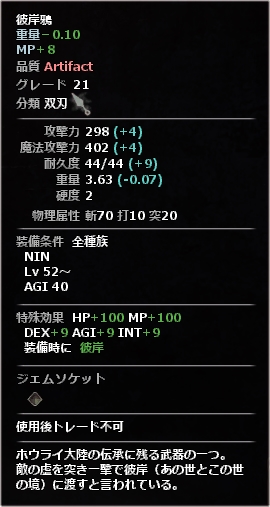 彼岸鴉
重量－0.10
MP＋8
品質 Artifact
グレード 21
分類 双刃
攻撃力 298 (+4)
魔法攻撃力 402 (+4)
耐久度 44/44 (+9)
重量 3.63 (-0.07)
硬度 2
物理属性 斬70 打10 突20
装備条件 全種族
NIN
Lv 52～
AGI 40
特殊効果 HP+100 MP+100
DEX+9 AGI+9 INT+9
装備時に 彼岸
ジェムソケット
使用後トレード不可
ホウライ大陸の伝承に残る武器の一つ。
敵の虚を突き一撃で彼岸（あの世とこの世
の境）に渡すと言われている。